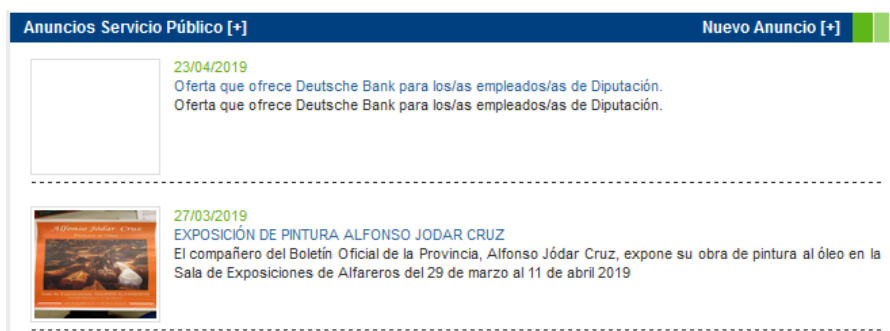 Anuncios Servicio Público [+]
Nuevo Anuncio [+]
23/04/2019
Oferta que ofrece Deutsche Bank para los/as empleados/as de Diputación.
Oferta que ofrece Deutsche Bank para los/as empleados/as de Diputación.
27/03/2019
EXPOSICIÓN DE PINTURA ALFONSO JODAR CRUZ
El compañero del Boletín Oficial de la Provincia, Alfonso Jódar Cruz, expone su obra de pintura al óleo en la
Sala de Exposiciones de Alfareros del 29 de marzo al 11 de abril 2019
Alfonso Jódar Cruz